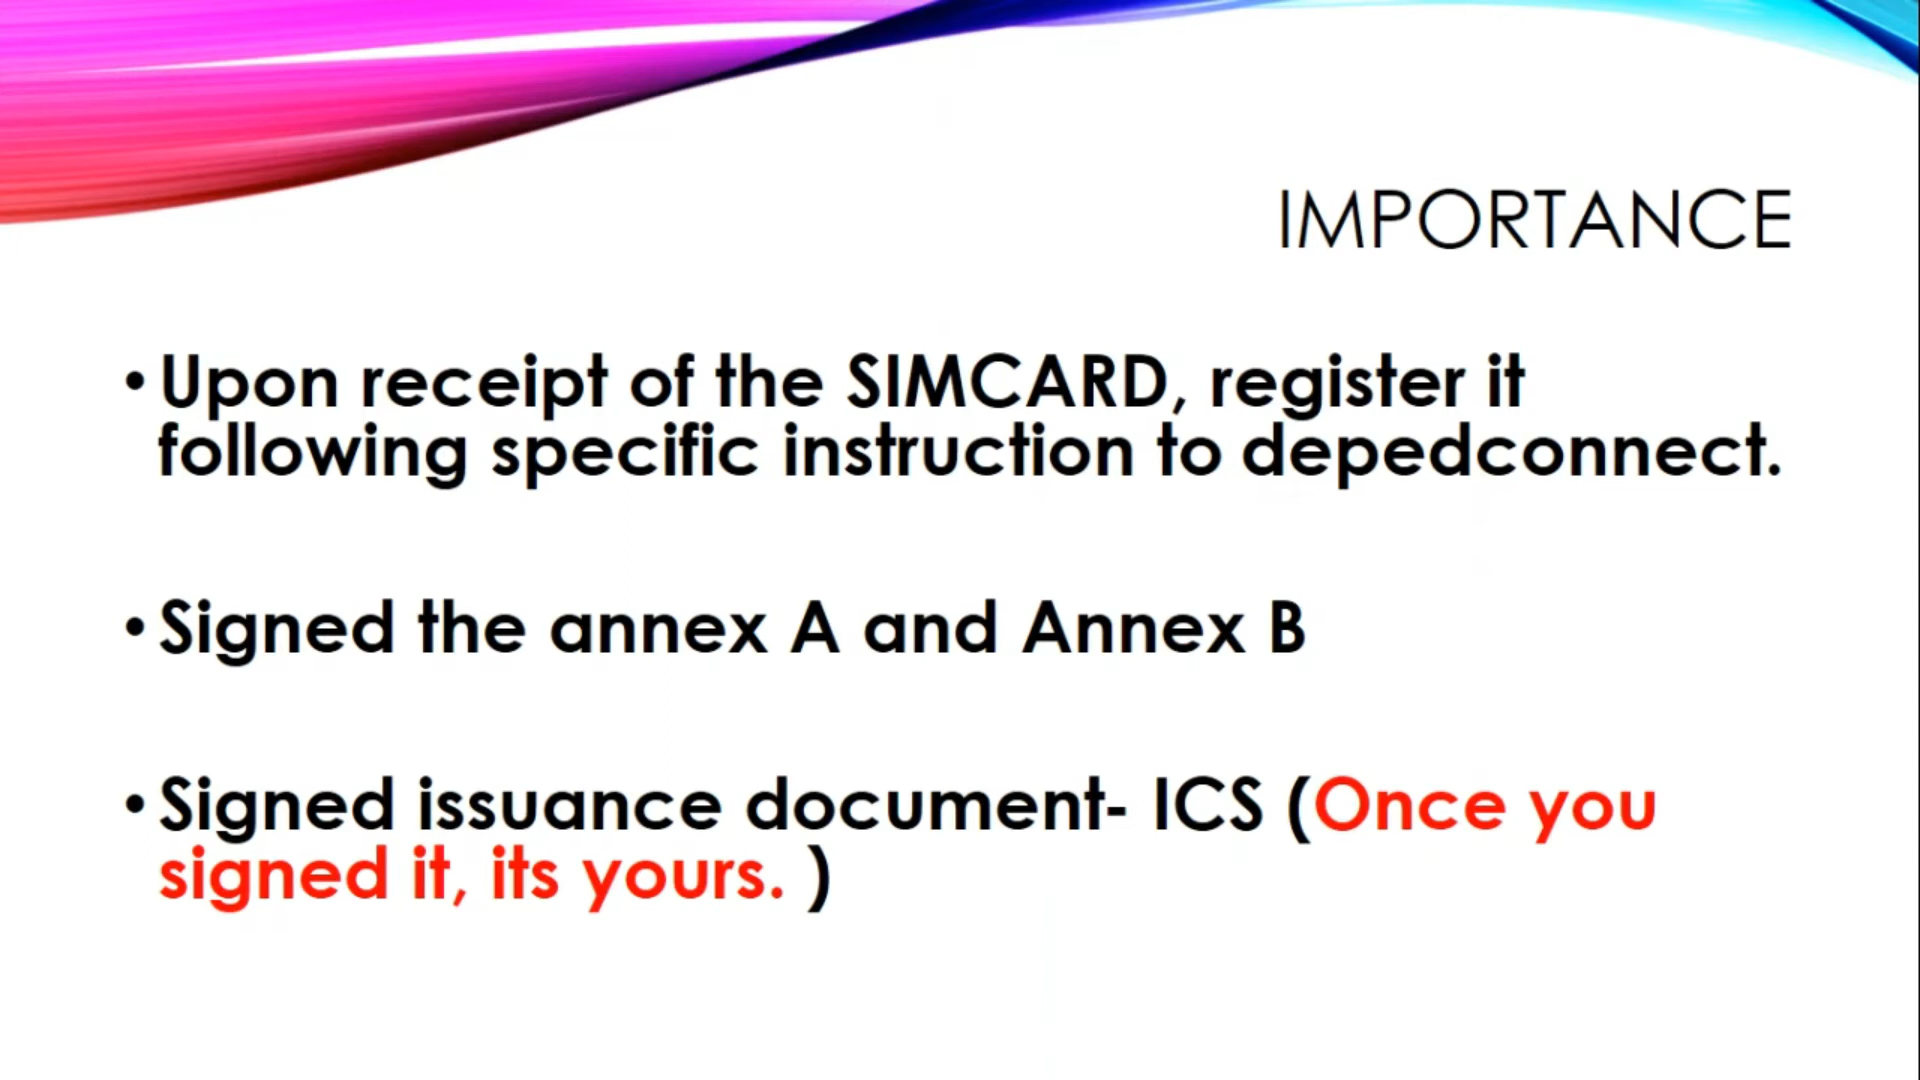 IMPORTANCE
• Upon receipt of the SIMCARD, register it
following specific instruction to depedconnect.
• Signed the annex A and Annex B
• Signed issuance document- ICS (Once you
signed it, its yours. )